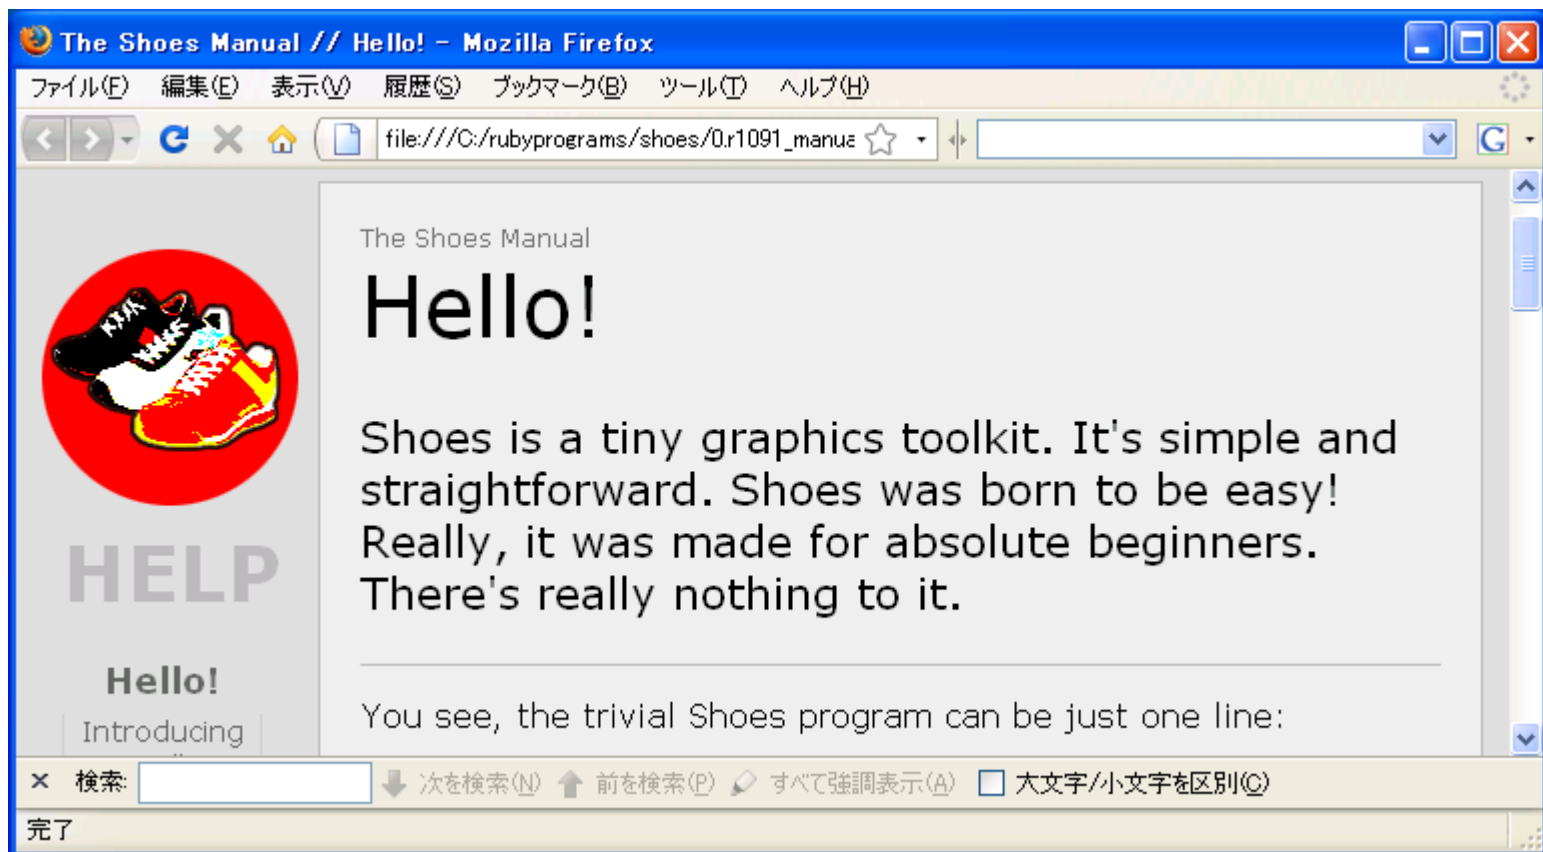 The Shoes Manual // Hello! - Mozilla Firefox
ファイル(F) 編集(E) 表示(V) 履歴(S) ブックマーク(B) ツール(T) ヘルプ(H)
file:///C:/rubyprograms/shoes/0.r1091_manua
G
The Shoes Manual
Hello!
Shoes is a tiny graphics toolkit. It's simple and
straightforward. Shoes was born to be easy!
Really, it was made for absolute beginners.
There's really nothing to it.
You see, the trivial Shoes program can be just one line:
HELP
Hello!
Introducing
× 検索: 次を検索(N) 前を検索(P) すべて強調表示(A) 大文字/小文字を区別(C)
完了